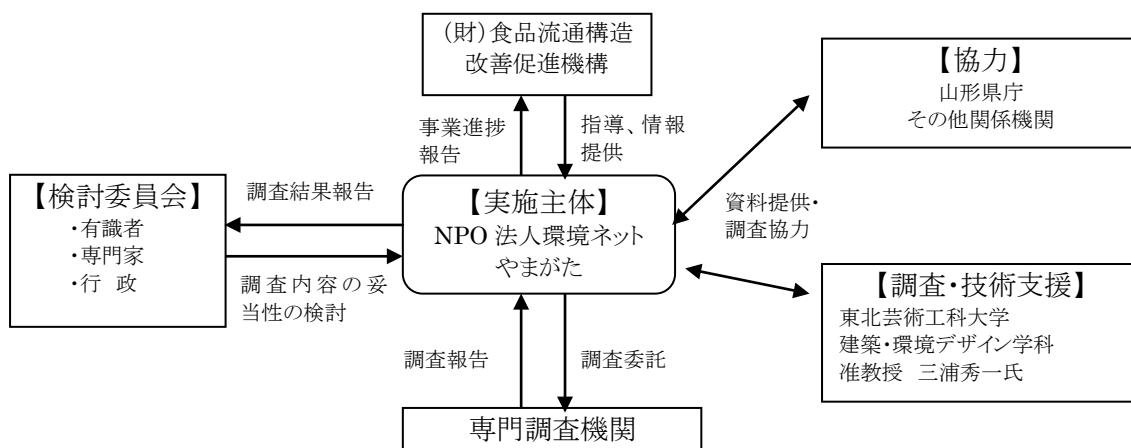 (財)食品流通構造
改善促進機構
【協力】
山形県庁
その他関係機関
事業進捗
報告
指導、情報
提供
【検討委員会】
・有識者
・専門家
・行 政
調査結果報告
調査内容の妥
当性の検討
【実施主体】
NPO 法人環境ネット
やまがた
資料提供・
調査協力
【調査・技術支援】
東北芸術工科大学
建築・環境デザイン学科
准教授 三浦秀一氏
調査報告
調査委託
専門調査機関